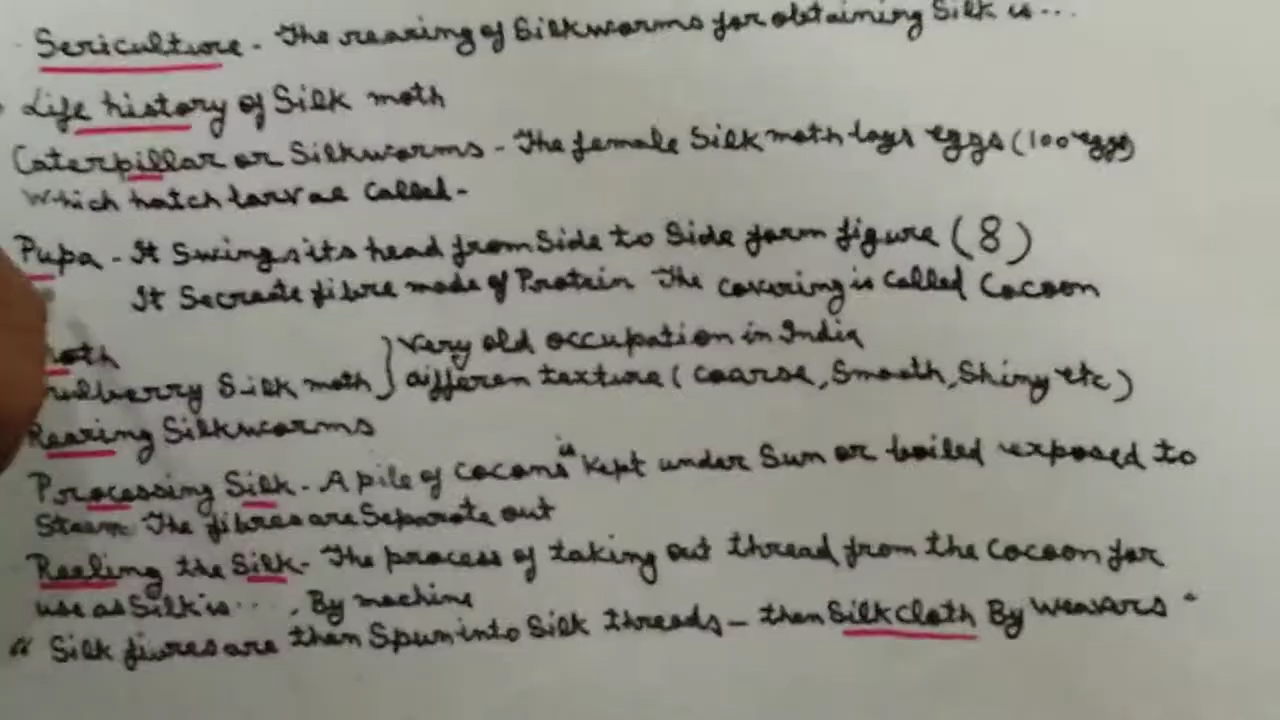 Sericulture - The rearing of Silkworms for obtaining Silk is ...
Life history of Silk moth
Caterpillar or Silkworms - The female Silk moth lays eggs (100 eggs)
Which hatch larvae Called -
Pupa - It Swings its head from Side to Side form figure (8)
It Secreate fibre made of Protein The covering is called Cocoon
oth
ulberry Silk moth } Very old occupation in India
differen texture ( Coarse, Smooth, Shiny etc )
Rearing Silkworms
Processing Silk - A pile of cocons is kept under Sun or boiled exposed to
Steam The fibres are Separate out
Reeling the Silk - The process of taking out thread from the Cocoon for
use as Silk is .... , By machine
" Silk fivres are then Spun into Silk threads - then Silk cloth By weavers "